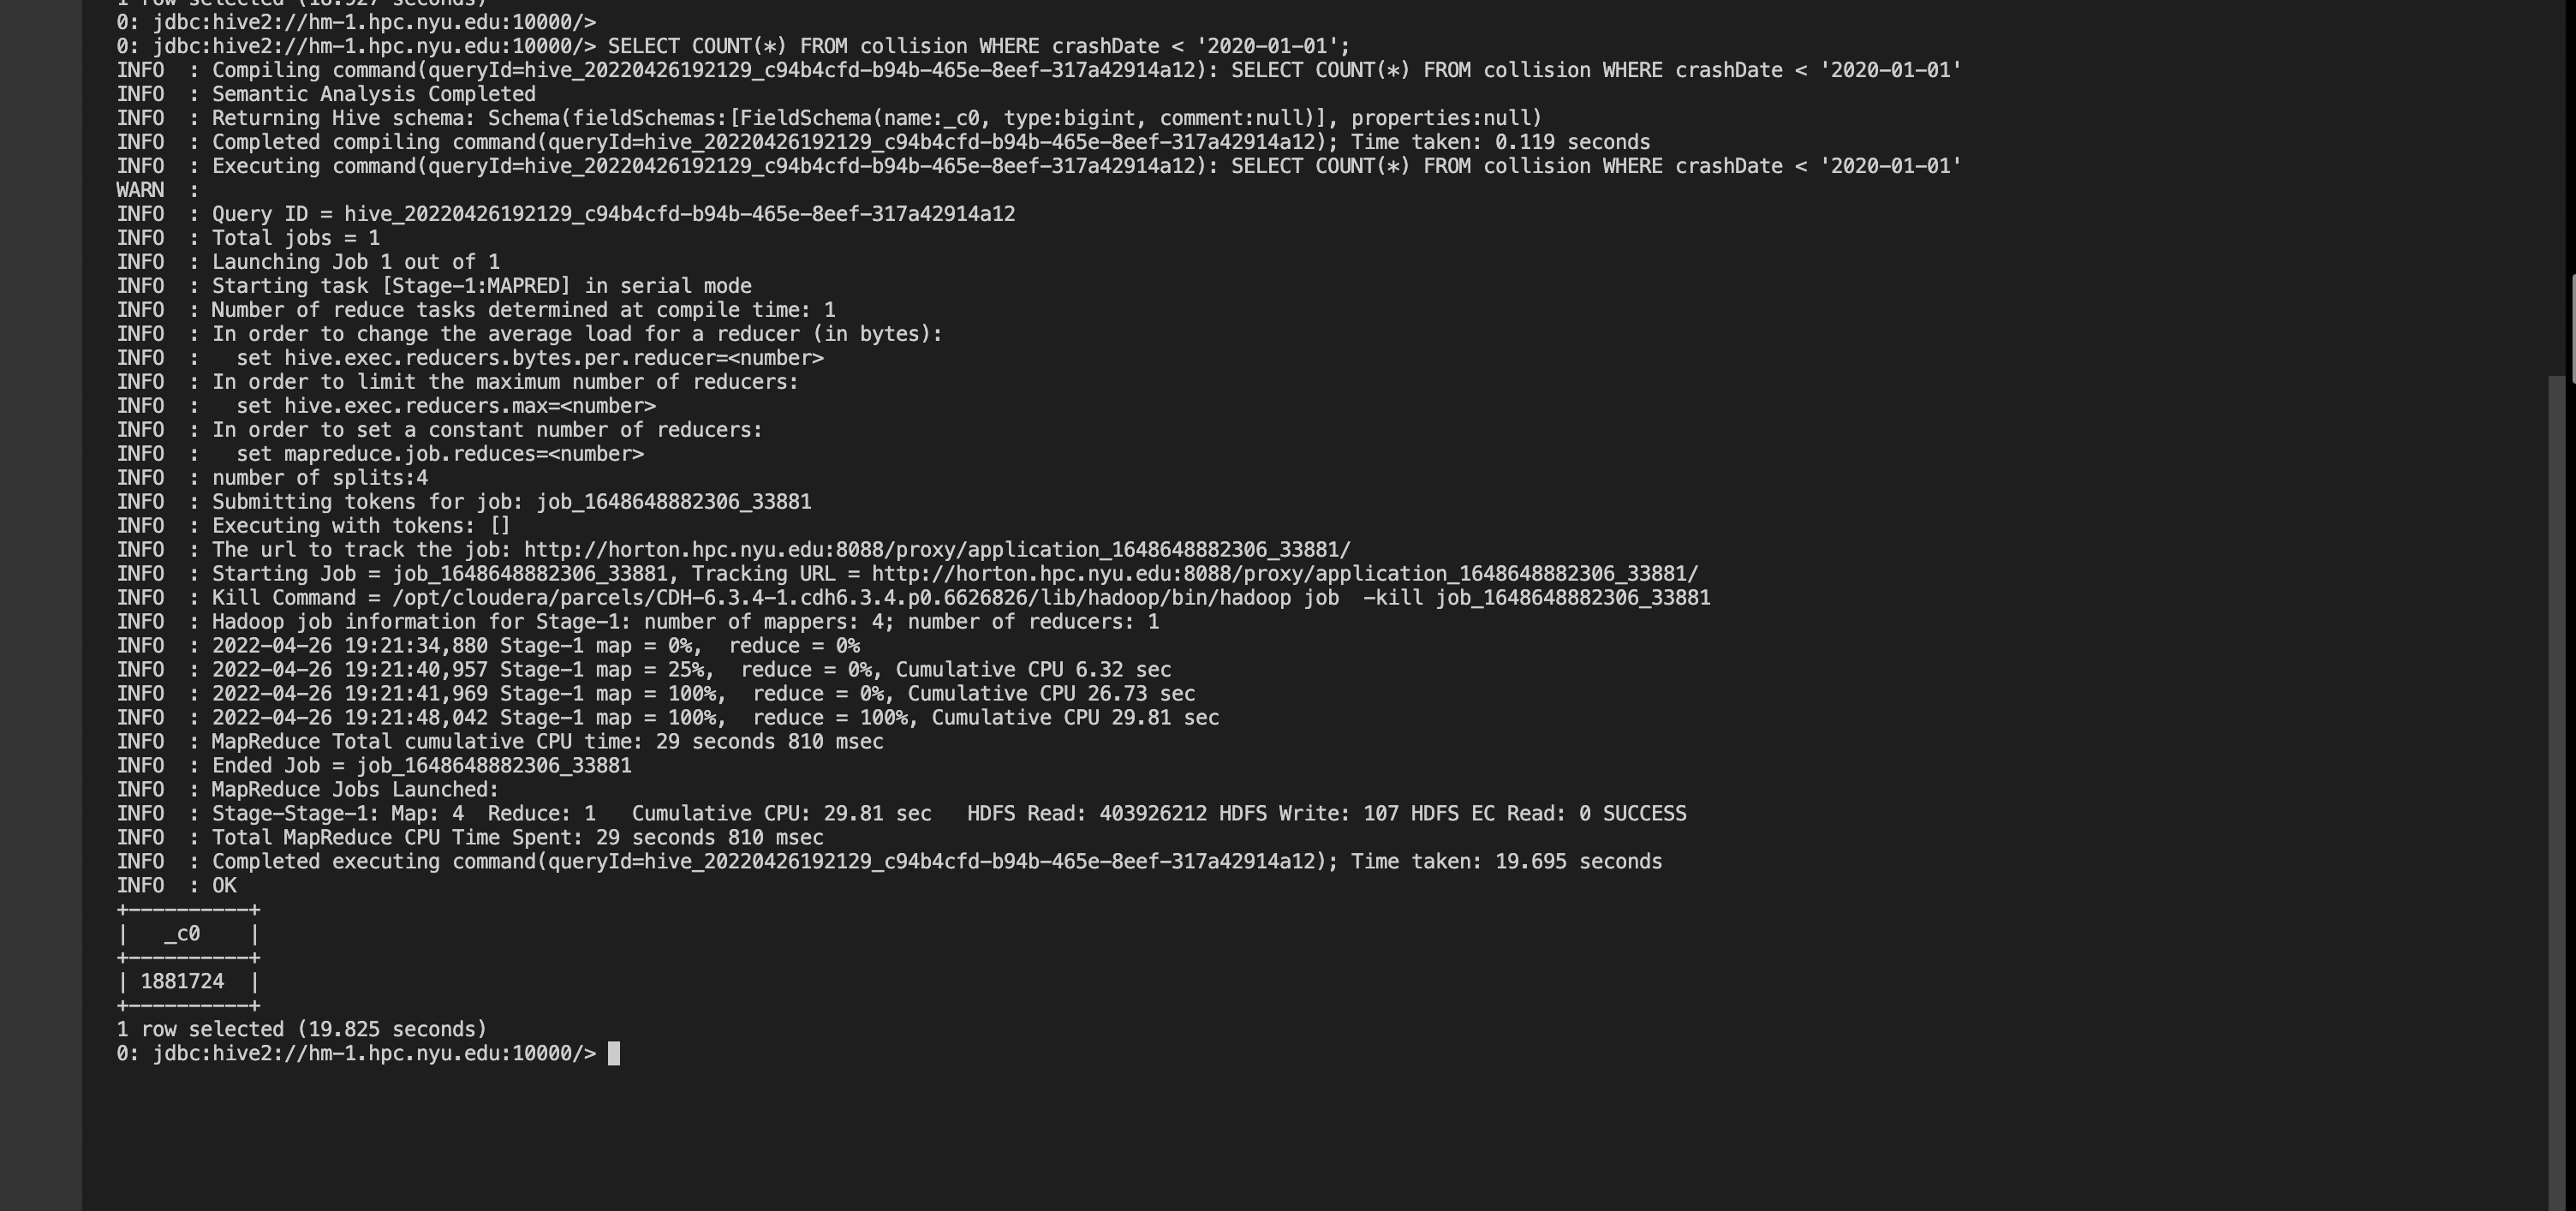 1 row selected (18.927 seconds)
0: jdbc:hive2://hm-1.hpc.nyu.edu:10000/>
0: jdbc:hive2://hm-1.hpc.nyu.edu:10000/> SELECT COUNT(*) FROM collision WHERE crashDate < '2020-01-01';
INFO  : Compiling command(queryId=hive_20220426192129_c94b4cfd-b94b-465e-8eef-317a42914a12): SELECT COUNT(*) FROM collision WHERE crashDate < '2020-01-01'
INFO  : Semantic Analysis Completed
INFO  : Returning Hive schema: Schema(fieldSchemas:[FieldSchema(name:_c0, type:bigint, comment:null)], properties:null)
INFO  : Completed compiling command(queryId=hive_20220426192129_c94b4cfd-b94b-465e-8eef-317a42914a12); Time taken: 0.119 seconds
INFO  : Executing command(queryId=hive_20220426192129_c94b4cfd-b94b-465e-8eef-317a42914a12): SELECT COUNT(*) FROM collision WHERE crashDate < '2020-01-01'
WARN  :
INFO  : Query ID = hive_20220426192129_c94b4cfd-b94b-465e-8eef-317a42914a12
INFO  : Total jobs = 1
INFO  : Launching Job 1 out of 1
INFO  : Starting task [Stage-1:MAPRED] in serial mode
INFO  : Number of reduce tasks determined at compile time: 1
INFO  : In order to change the average load for a reducer (in bytes):
INFO  :   set hive.exec.reducers.bytes.per.reducer=<number>
INFO  : In order to limit the maximum number of reducers:
INFO  :   set hive.exec.reducers.max=<number>
INFO  : In order to set a constant number of reducers:
INFO  :   set mapreduce.job.reduces=<number>
INFO  : number of splits:4
INFO  : Submitting tokens for job: job_1648648882306_33881
INFO  : Executing with tokens: []
INFO  : The url to track the job: http://horton.hpc.nyu.edu:8088/proxy/application_1648648882306_33881/
INFO  : Starting Job = job_1648648882306_33881, Tracking URL = http://horton.hpc.nyu.edu:8088/proxy/application_1648648882306_33881/
INFO  : Kill Command = /opt/cloudera/parcels/CDH-6.3.4-1.cdh6.3.4.p0.6626826/lib/hadoop/bin/hadoop job  -kill job_1648648882306_33881
INFO  : Hadoop job information for Stage-1: number of mappers: 4; number of reducers: 1
INFO  : 2022-04-26 19:21:34,880 Stage-1 map = 0%,  reduce = 0%
INFO  : 2022-04-26 19:21:40,957 Stage-1 map = 25%,  reduce = 0%, Cumulative CPU 6.32 sec
INFO  : 2022-04-26 19:21:41,969 Stage-1 map = 100%,  reduce = 0%, Cumulative CPU 26.73 sec
INFO  : 2022-04-26 19:21:48,042 Stage-1 map = 100%,  reduce = 100%, Cumulative CPU 29.81 sec
INFO  : MapReduce Total cumulative CPU time: 29 seconds 810 msec
INFO  : Ended Job = job_1648648882306_33881
INFO  : MapReduce Jobs Launched:
INFO  : Stage-Stage-1: Map: 4  Reduce: 1   Cumulative CPU: 29.81 sec   HDFS Read: 403926212 HDFS Write: 107 HDFS EC Read: 0 SUCCESS
INFO  : Total MapReduce CPU Time Spent: 29 seconds 810 msec
INFO  : Completed executing command(queryId=hive_20220426192129_c94b4cfd-b94b-465e-8eef-317a42914a12); Time taken: 19.695 seconds
INFO  : OK
+----------+
|   _c0    |
+----------+
| 1881724  |
+----------+
1 row selected (19.825 seconds)
0: jdbc:hive2://hm-1.hpc.nyu.edu:10000/>